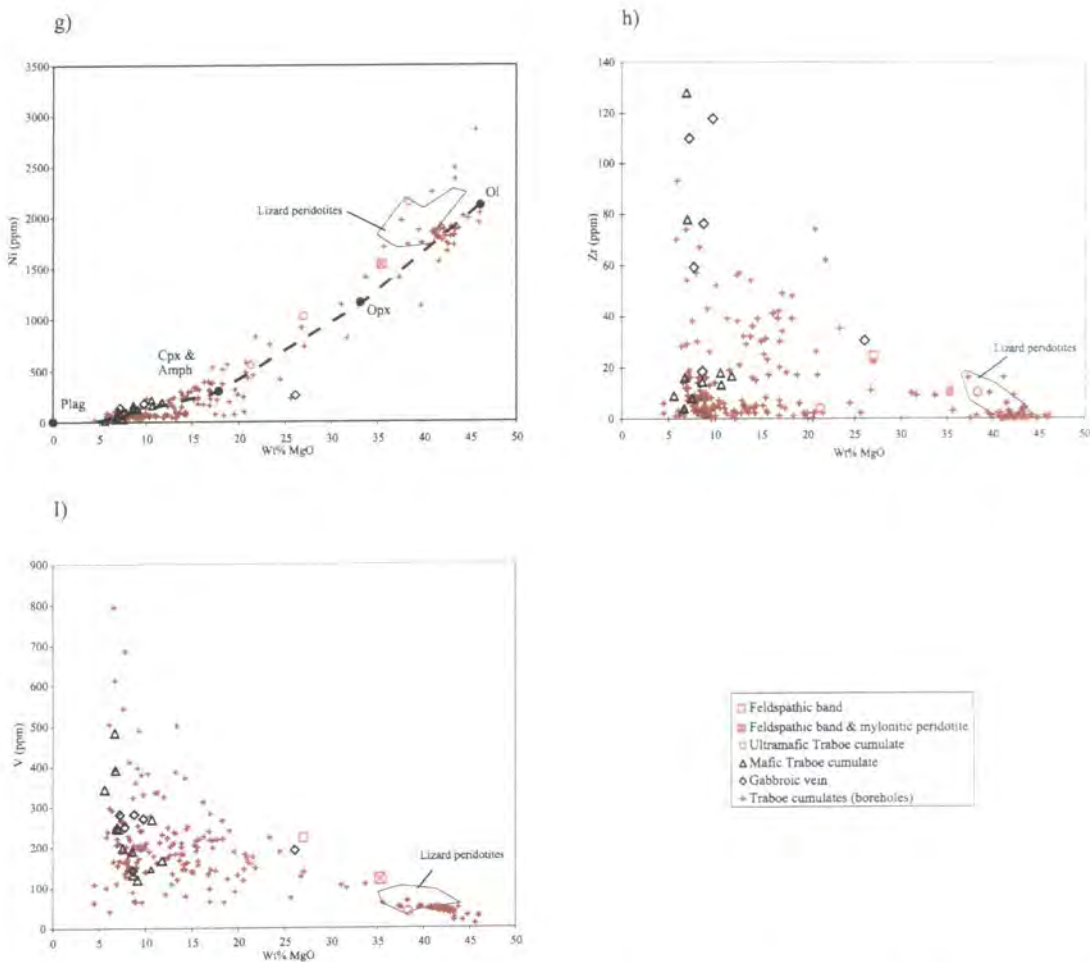 g)
3500
3000
2500
2000
1500
1000
500
0
Ni (ppm)
Lizard peridotites
Ol
Opx
Cpx &
Amph
Plag
0 5 10 15 20 25 30 35 40 45 50
Wt% MgO
h)
140
120
100
80
60
40
20
0
Zr (ppm)
Lizard peridotites
0 5 10 15 20 25 30 35 40 45 50
Wt% MgO
I)
900
800
700
600
500
400
300
200
100
0
V (ppm)
Lizard peridotites
0 5 10 15 20 25 30 35 40 45 50
Wt% MgO
Feldspathic band
Feldspathic band & mylonitic peridotite
Ultramafic Traboe cumulate
Mafic Traboe cumulate
Gabbroic vein
Traboe cumulates (boreholes)